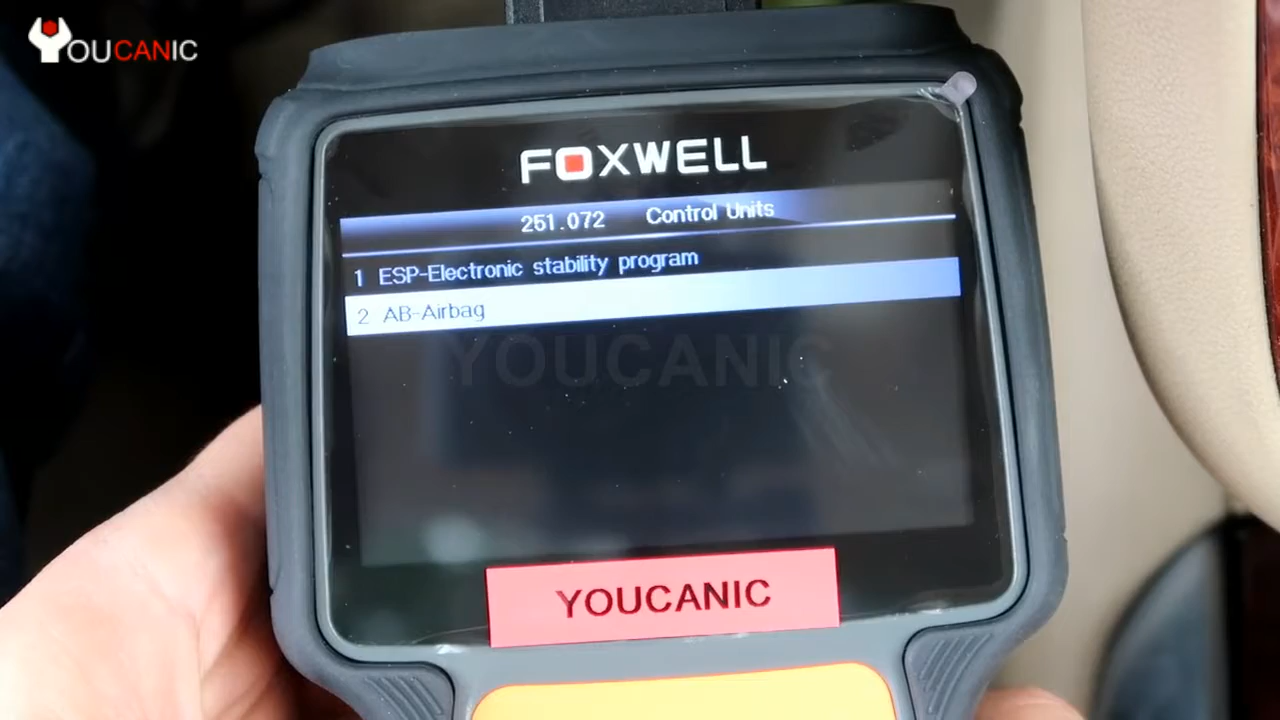 YOUCANIC
FOXWELL
251.072 Control Units
1 ESP-Electronic stability program
2 AB-Airbag
YOUCANIC
YOUCANIC